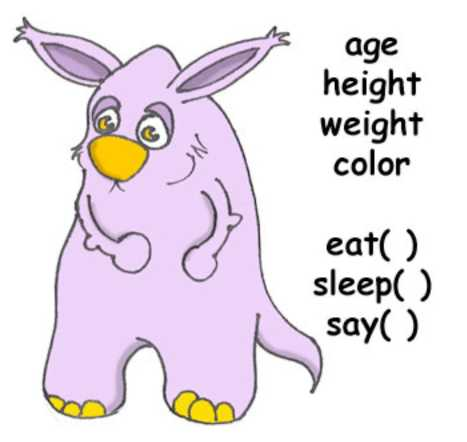 age
height
weight
color
eat( )
sleep( )
say( )